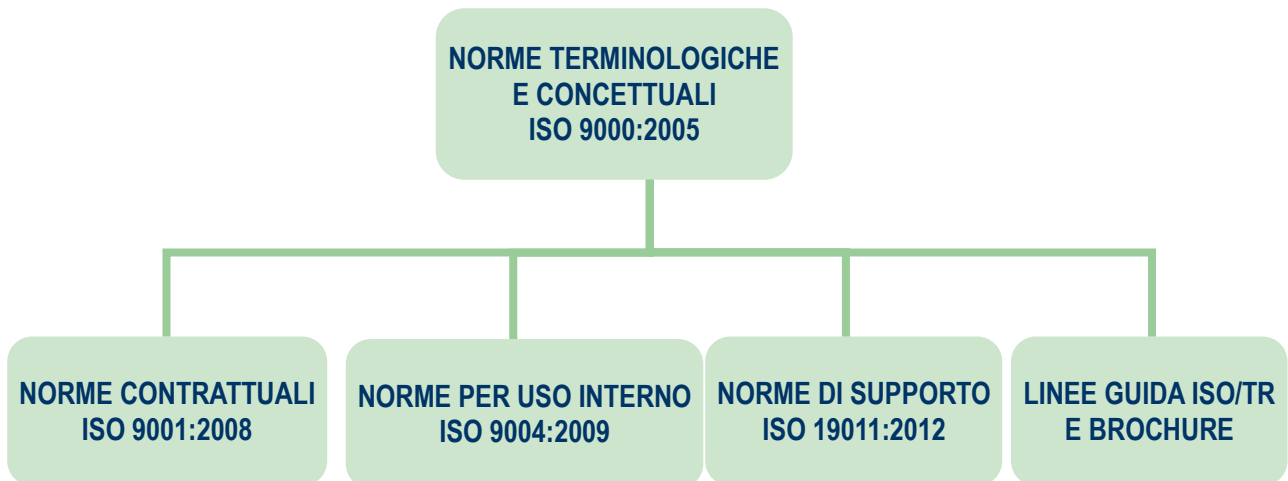 NORME TERMINOLOGICHE
E CONCETTUALI
ISO 9000:2005
NORME CONTRATTUALI
ISO 9001:2008
NORME PER USO INTERNO
ISO 9004:2009
NORME DI SUPPORTO
ISO 19011:2012
LINEE GUIDA ISO/TR
E BROCHURE